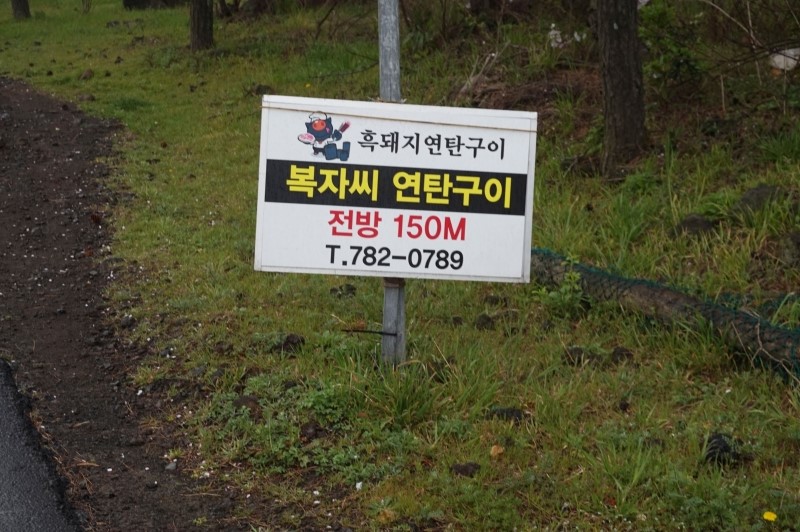 흑돼지연탄구이
복자씨 연탄구이
전방 150M
T.782-0789